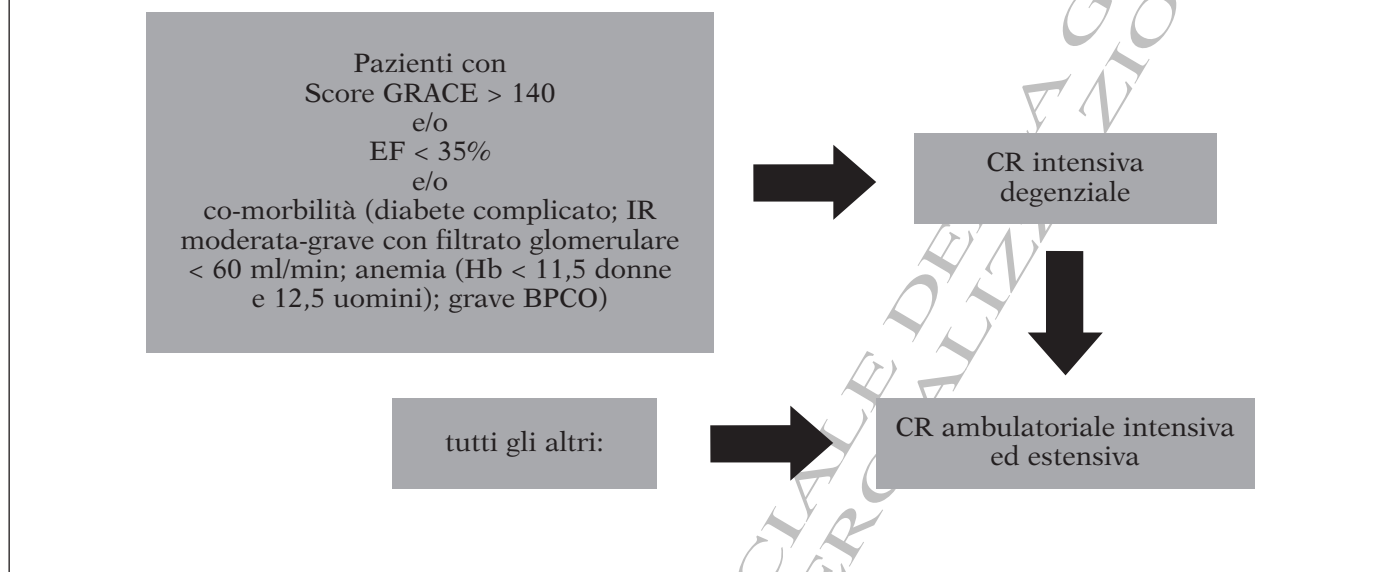 Pazienti con
Score GRACE > 140
e/o
EF < 35%
e/o
co-morbilità (diabete complicato; IR
moderata-grave con filtrato glomerulare
< 60 ml/min; anemia (Hb < 11,5 donne
e 12,5 uomini); grave BPCO)
CR intensiva
degenziale
tutti gli altri:
CR ambulatoriale intensiva
ed estensiva